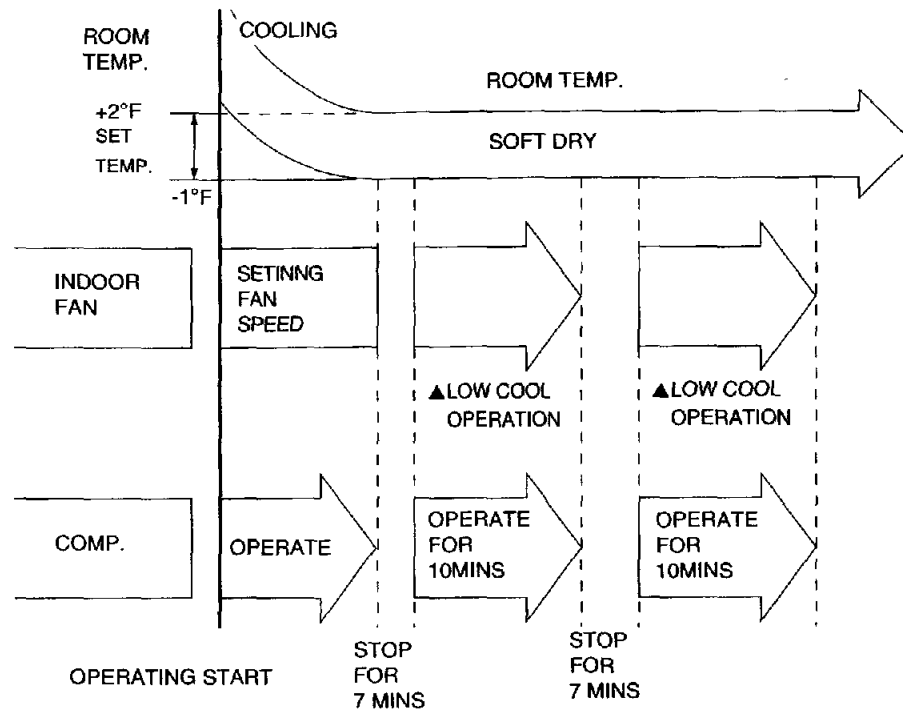 COOLING
ROOM
TEMP.
ROOM TEMP.
+2°F
SET
TEMP.
-1°F
SOFT DRY
INDOOR
FAN
SETINNG
FAN
SPEED
▲LOW COOL
OPERATION
▲LOW COOL
OPERATION
COMP.
OPERATE
OPERATE
FOR
10MINS
OPERATE
FOR
10MINS
OPERATING START
STOP
FOR
7 MINS
STOP
FOR
7 MINS